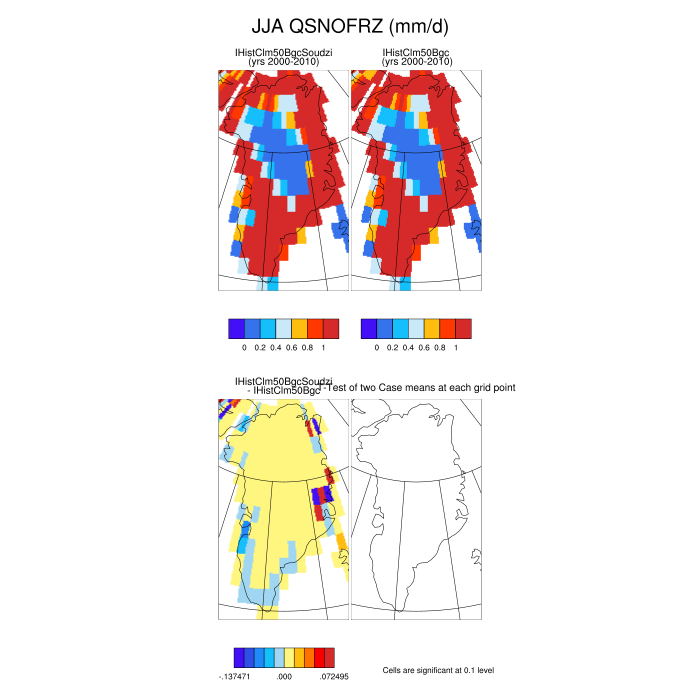 JJA QSNOFRZ (mm/d)
IHistClm50BgcSoudzi
(yrs 2000-2010)
IHistClm50Bgc
(yrs 2000-2010)
0 0.2 0.4 0.6 0.8 1
0 0.2 0.4 0.6 0.8 1
IHistClm50BgcSoudzi
- IHistClm50Bgc
T-Test of two Case means at each grid point
-.137471 .000 .072495
Cells are significant at 0.1 level